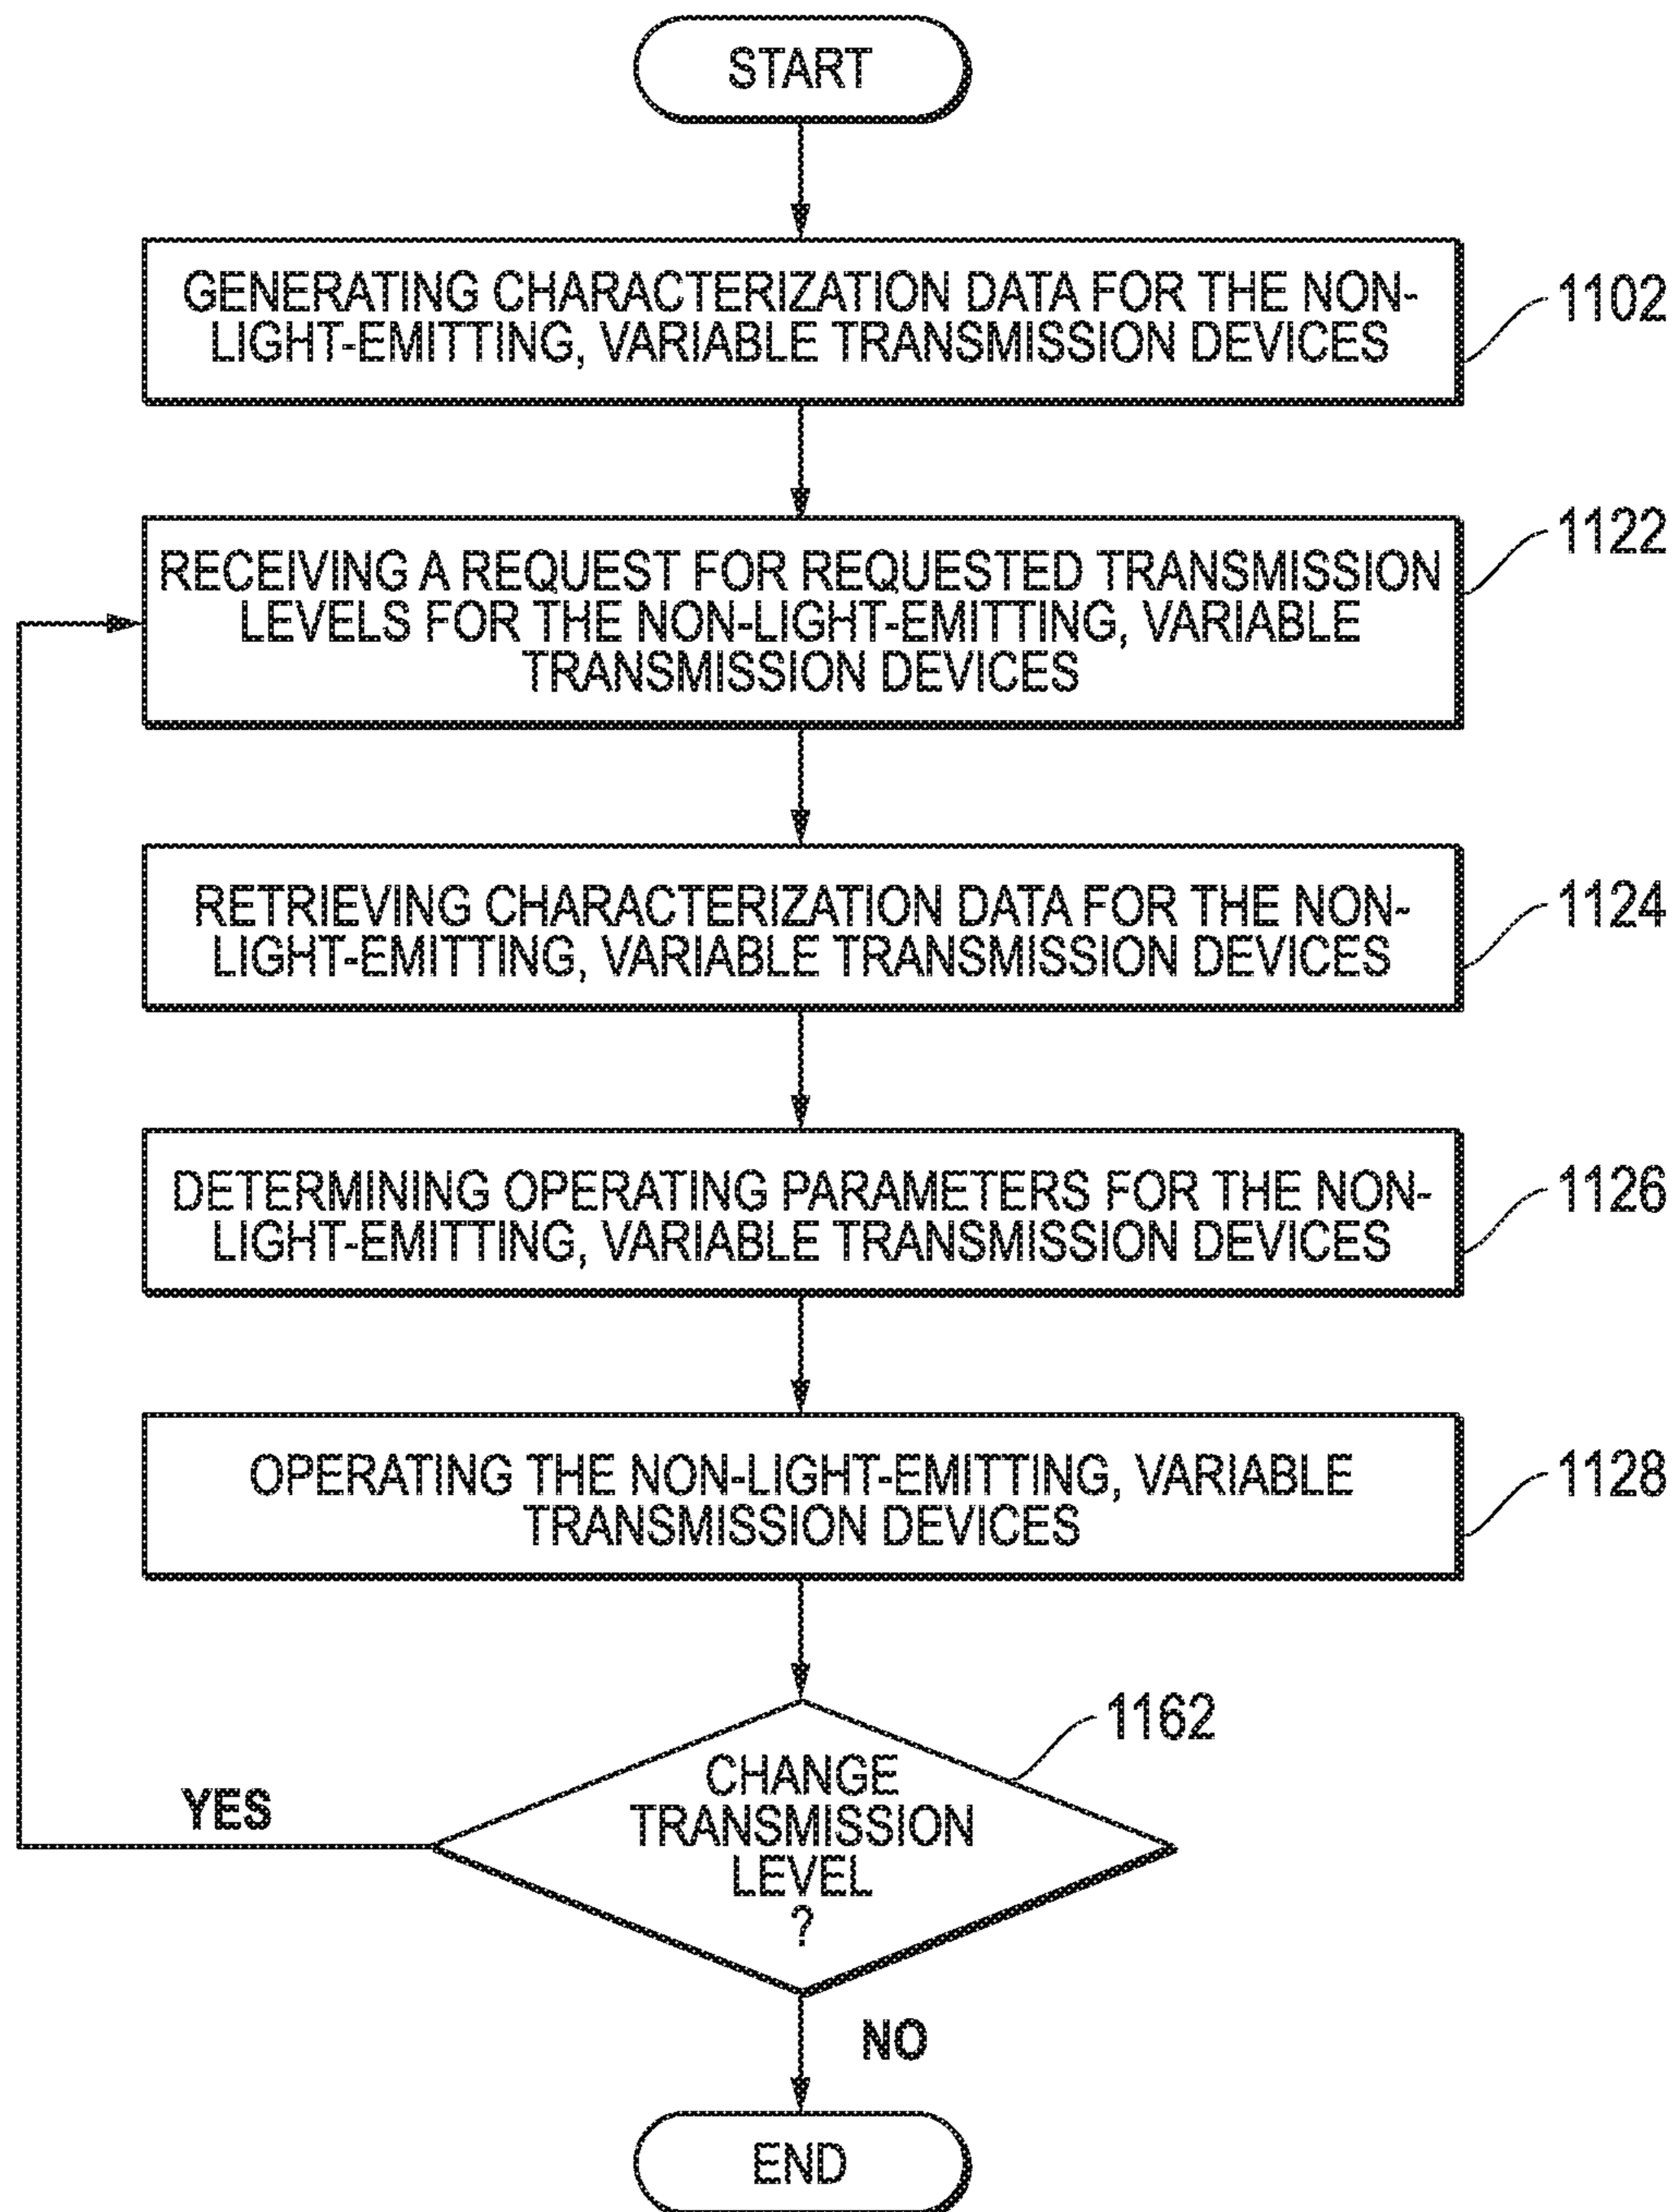 START
GENERATING CHARACTERIZATION DATA FOR THE NON-
LIGHT-EMITTING, VARIABLE TRANSMISSION DEVICES
1102
RECEIVING A REQUEST FOR REQUESTED TRANSMISSION
LEVELS FOR THE NON-LIGHT-EMITTING, VARIABLE
TRANSMISSION DEVICES
1122
RETRIEVING CHARACTERIZATION DATA FOR THE NON-
LIGHT-EMITTING, VARIABLE TRANSMISSION DEVICES
1124
DETERMINING OPERATING PARAMETERS FOR THE NON-
LIGHT-EMITTING, VARIABLE TRANSMISSION DEVICES
1126
OPERATING THE NON-LIGHT-EMITTING, VARIABLE
TRANSMISSION DEVICES
1128
CHANGE
TRANSMISSION
LEVEL
?
1162
YES
NO
END